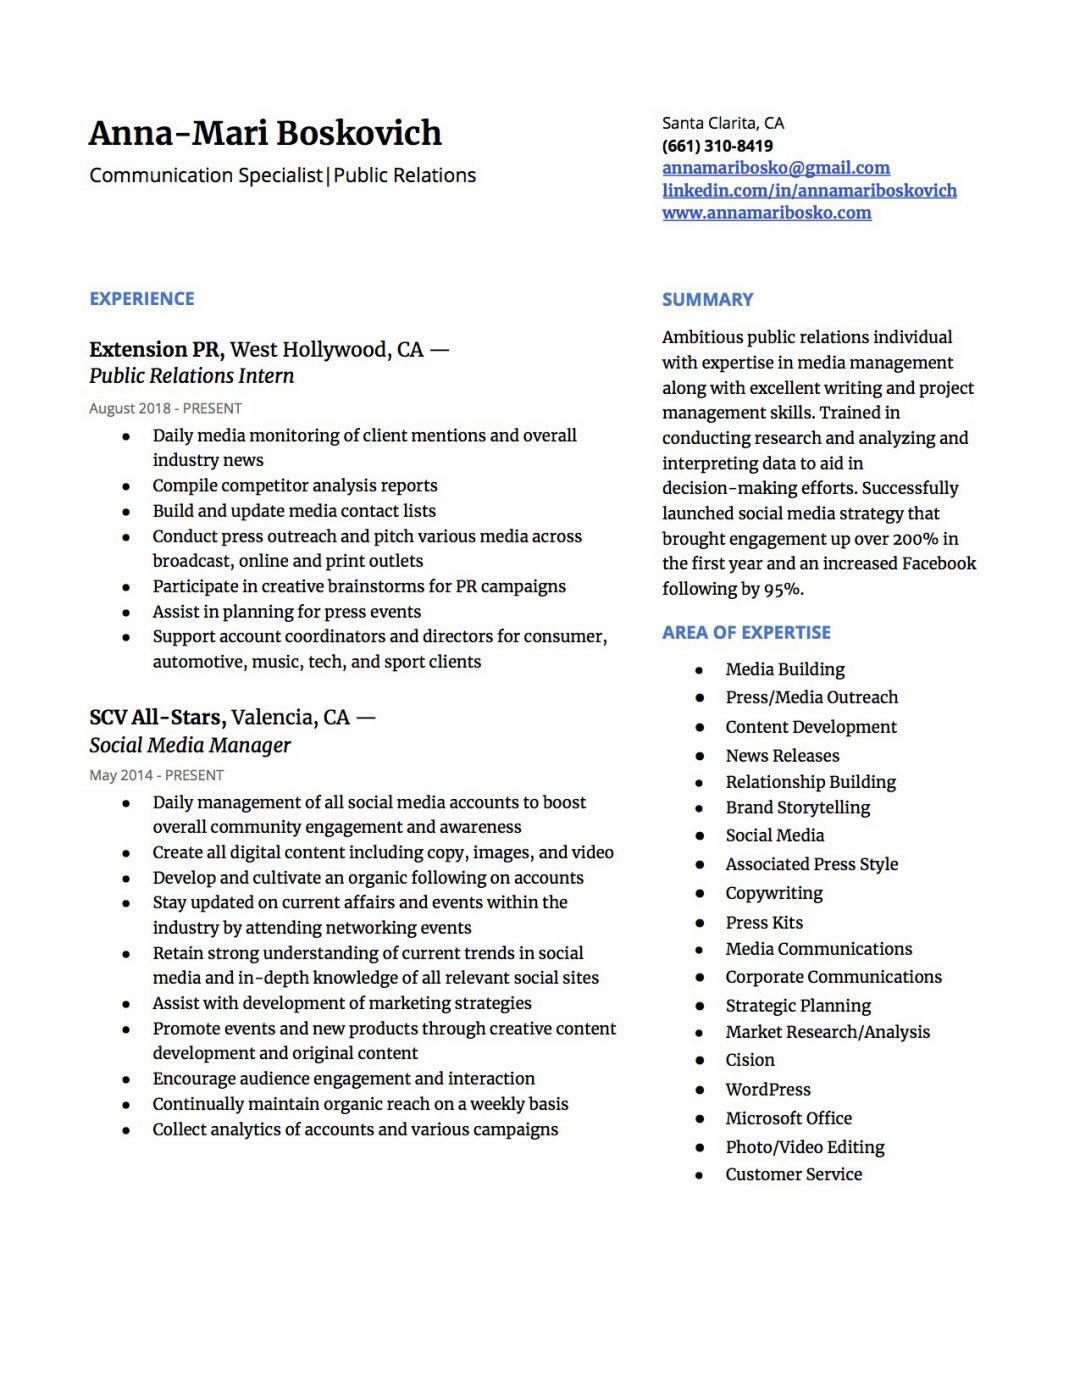 Anna-Mari Boskovich
Communication Specialist|Public Relations
Santa Clarita, CA
(661) 310-8419
annamaribosko@gmail.com
linkedin.com/in/annamariboskovich
www.annamaribosko.com
EXPERIENCE
Extension PR, West Hollywood, CA —
Public Relations Intern
August 2018 - PRESENT
● Daily media monitoring of client mentions and overall
industry news
● Compile competitor analysis reports
● Build and update media contact lists
● Conduct press outreach and pitch various media across
broadcast, online and print outlets
● Participate in creative brainstorms for PR campaigns
● Assist in planning for press events
● Support account coordinators and directors for consumer,
automotive, music, tech, and sport clients
SCV All-Stars, Valencia, CA —
Social Media Manager
May 2014 - PRESENT
● Daily management of all social media accounts to boost
overall community engagement and awareness
● Create all digital content including copy, images, and video
● Develop and cultivate an organic following on accounts
● Stay updated on current affairs and events within the
industry by attending networking events
● Retain strong understanding of current trends in social
media and in-depth knowledge of all relevant social sites
● Assist with development of marketing strategies
● Promote events and new products through creative content
development and original content
● Encourage audience engagement and interaction
● Continually maintain organic reach on a weekly basis
● Collect analytics of accounts and various campaigns
SUMMARY
Ambitious public relations individual
with expertise in media management
along with excellent writing and project
management skills. Trained in
conducting research and analyzing and
interpreting data to aid in
decision-making efforts. Successfully
launched social media strategy that
brought engagement up over 200% in
the first year and an increased Facebook
following by 95%.
AREA OF EXPERTISE
● Media Building
● Press/Media Outreach
● Content Development
● News Releases
● Relationship Building
● Brand Storytelling
● Social Media
● Associated Press Style
● Copywriting
● Press Kits
● Media Communications
● Corporate Communications
● Strategic Planning
● Market Research/Analysis
● Cision
● WordPress
● Microsoft Office
● Photo/Video Editing
● Customer Service